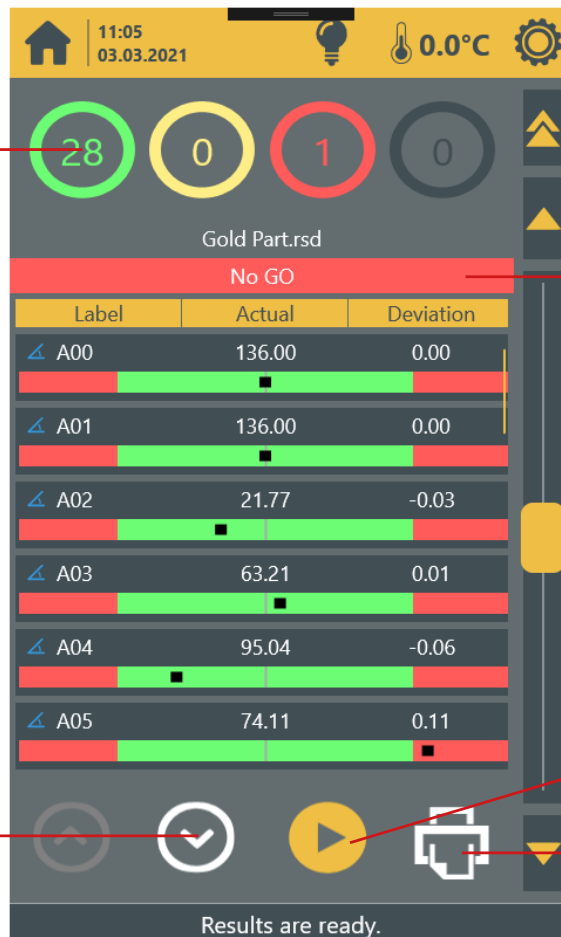 11:05
03.03.2021
0.0°C
28 0 1 0
Gold Part.rsd
No GO
Label Actual Deviation
A00 136.00 0.00
A01 136.00 0.00
A02 21.77 -0.03
A03 63.21 0.01
A04 95.04 -0.06
A05 74.11 0.11
Results are ready.